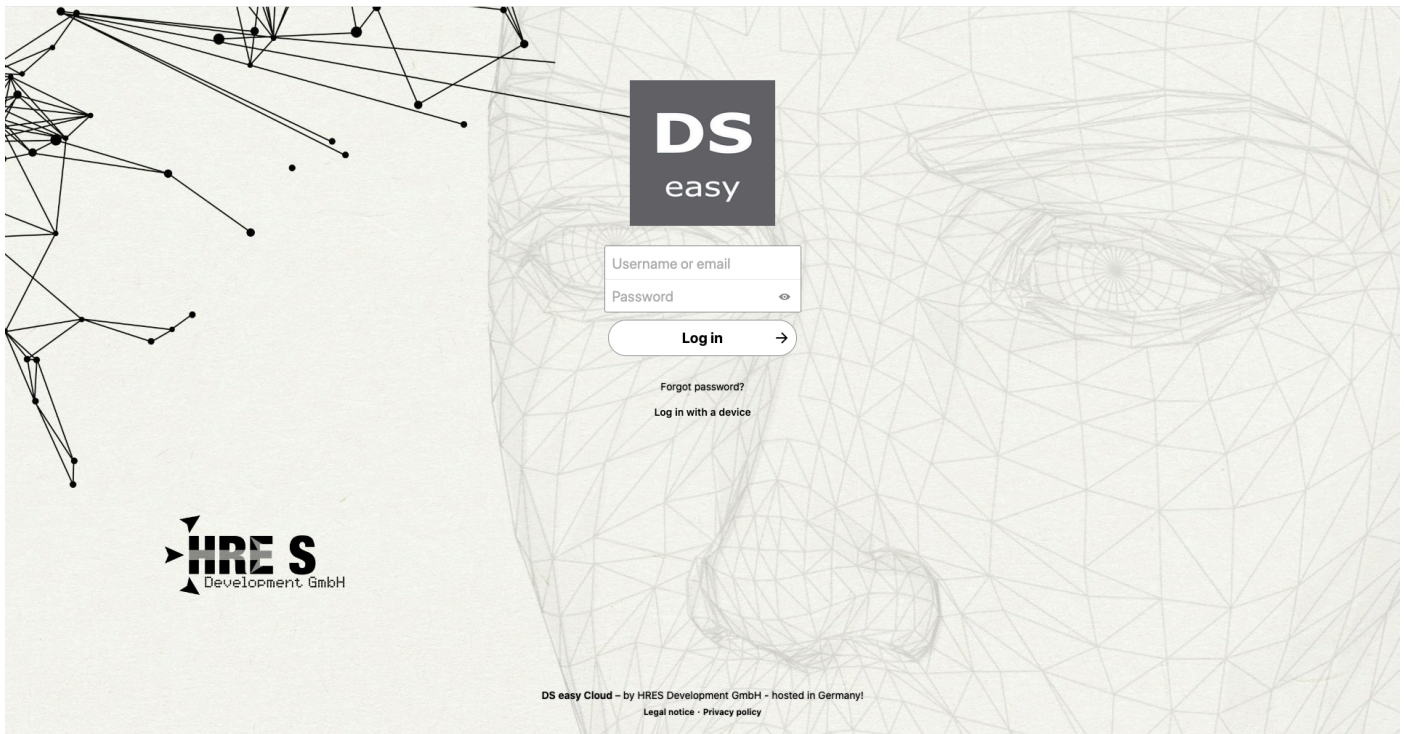 DS
easy
Username or email
Password
Log in
Forgot password?
Log in with a device
HRE S
Development GmbH
DS easy Cloud – by HRES Development GmbH - hosted in Germany!
Legal notice · Privacy policy